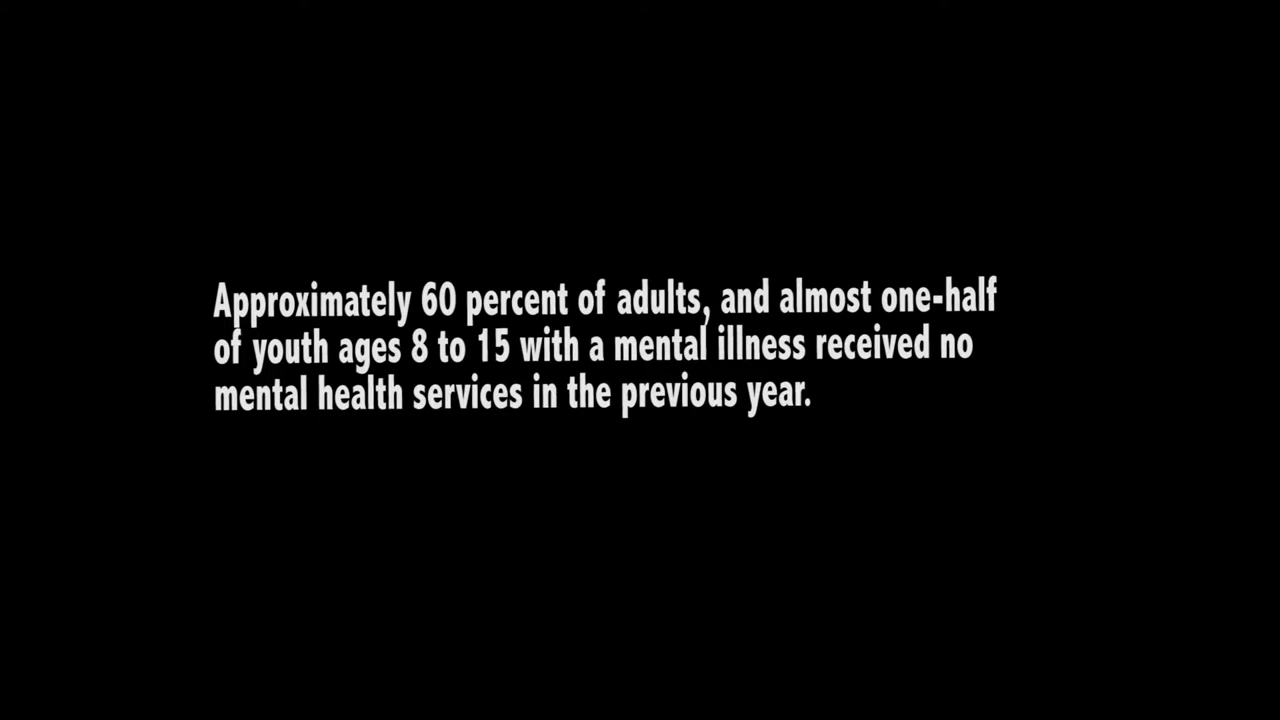 Approximately 60 percent of adults, and almost one-half
of youth ages 8 to 15 with a mental illness received no
mental health services in the previous year.